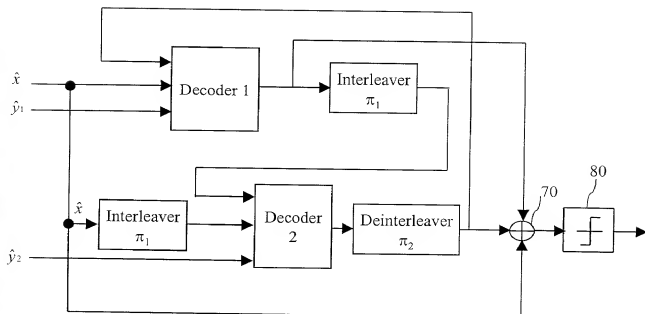 x̂
ŷ1
Decoder 1
Interleaver
π1
x̂
Interleaver
π1
ŷ2
Decoder
2
Deinterleaver
π2
70
80